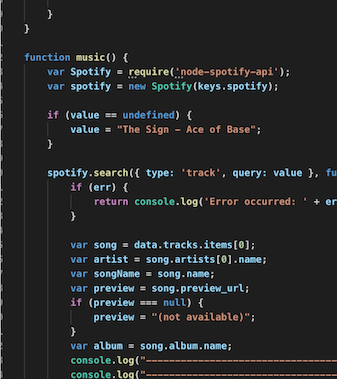 }
}
function music() {
var Spotify = require('node-spotify-api');
var spotify = new Spotify(keys.spotify);
if (value == undefined) {
value = "The Sign - Ace of Base";
}
spotify.search({ type: 'track', query: value }, fu
if (err) {
return console.log('Error occurred: ' + er
}
var song = data.tracks.items[0];
var artist = song.artists[0].name;
var songName = song.name;
var preview = song.preview_url;
if (preview === null) {
preview = "(not available)";
}
var album = song.album.name;
console.log("--------------------------------
console.log("--------------------------------